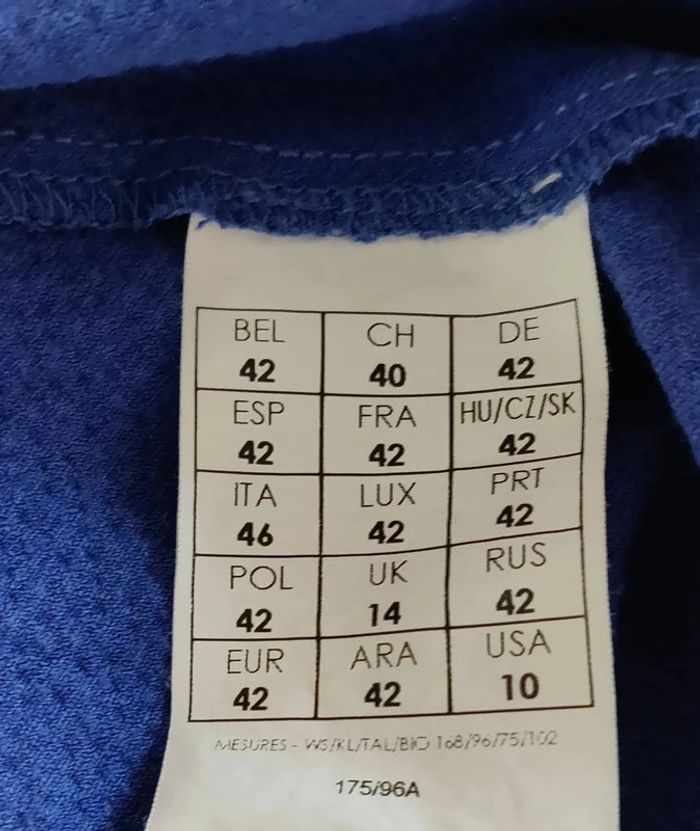 BEL CH DE
42 40 42
ESP FRA HU/CZ/SK
42 42 42
ITA LUX PRT
46 42 42
POL UK RUS
42 14 42
EUR ARA USA
42 42 10
MESURES - WS/KL/TAL/BIO 168/96/75/102
175/96A